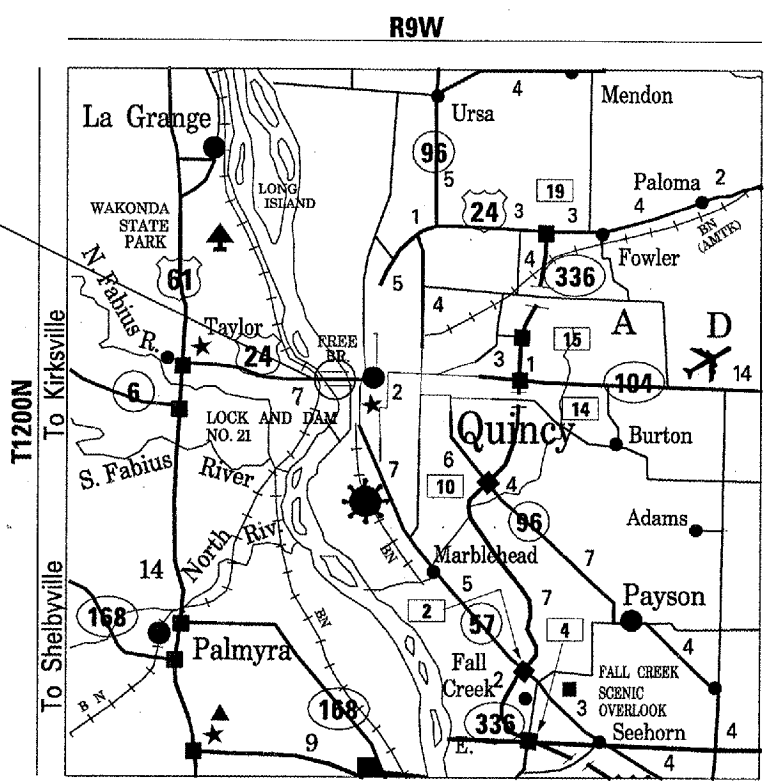 R9W
La Grange
Ursa
4
Mendon
96
5
LONG
ISLAND
19
Paloma
2
WAKONDA
STATE
PARK
1
24
3
3
4
BN
(AMTK)
Fowler
61
N. Fabius R.
5
4
336
4
Taylor
FREE
BR.
A
D
15
24
3
1
104
14
To Kirksville
T1200N
6
7
2
LOCK AND DAM
NO. 21
14
Quincy
Burton
S. Fabius
River
7
6
10
4
Adams
96
North
Riv.
BN
Marblehead
7
14
5
7
Payson
2
4
57
168
BN
To Shelbyville
Palmyra
Fall
Creek
2
FALL CREEK
SCENIC
OVERLOOK
4
BN
168
336
3
Seehorn
4
E.
9
4